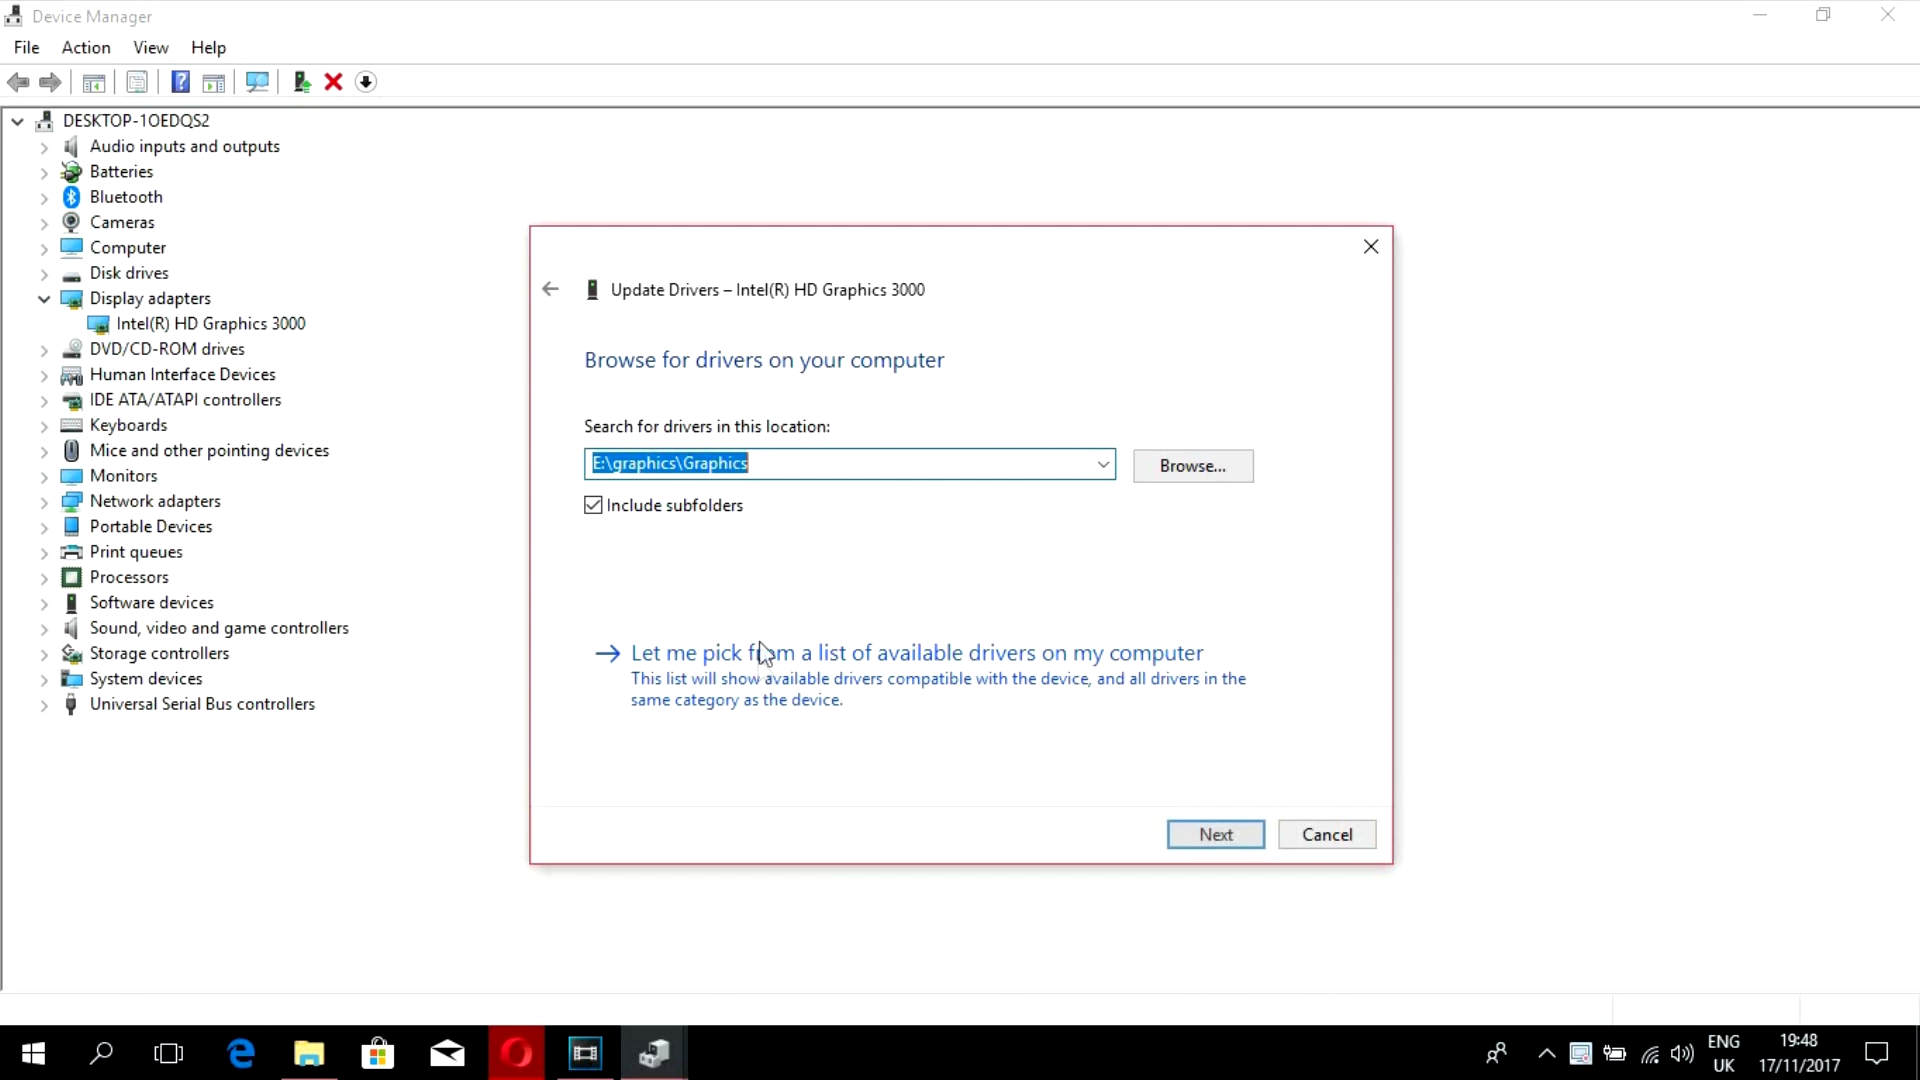 Device Manager
File Action View Help
DESKTOP-1OEDQS2
Audio inputs and outputs
Batteries
Bluetooth
Cameras
Computer
Disk drives
Display adapters
Intel(R) HD Graphics 3000
DVD/CD-ROM drives
Human Interface Devices
IDE ATA/ATAPI controllers
Keyboards
Mice and other pointing devices
Monitors
Network adapters
Portable Devices
Print queues
Processors
Software devices
Sound, video and game controllers
Storage controllers
System devices
Universal Serial Bus controllers
Update Drivers – Intel(R) HD Graphics 3000
Browse for drivers on your computer
Search for drivers in this location:
E:\graphics\Graphics
Browse...
Include subfolders
Let me pick from a list of available drivers on my computer
This list will show available drivers compatible with the device, and all drivers in the
same category as the device.
Next Cancel
ENG 19:48
UK 17/11/2017